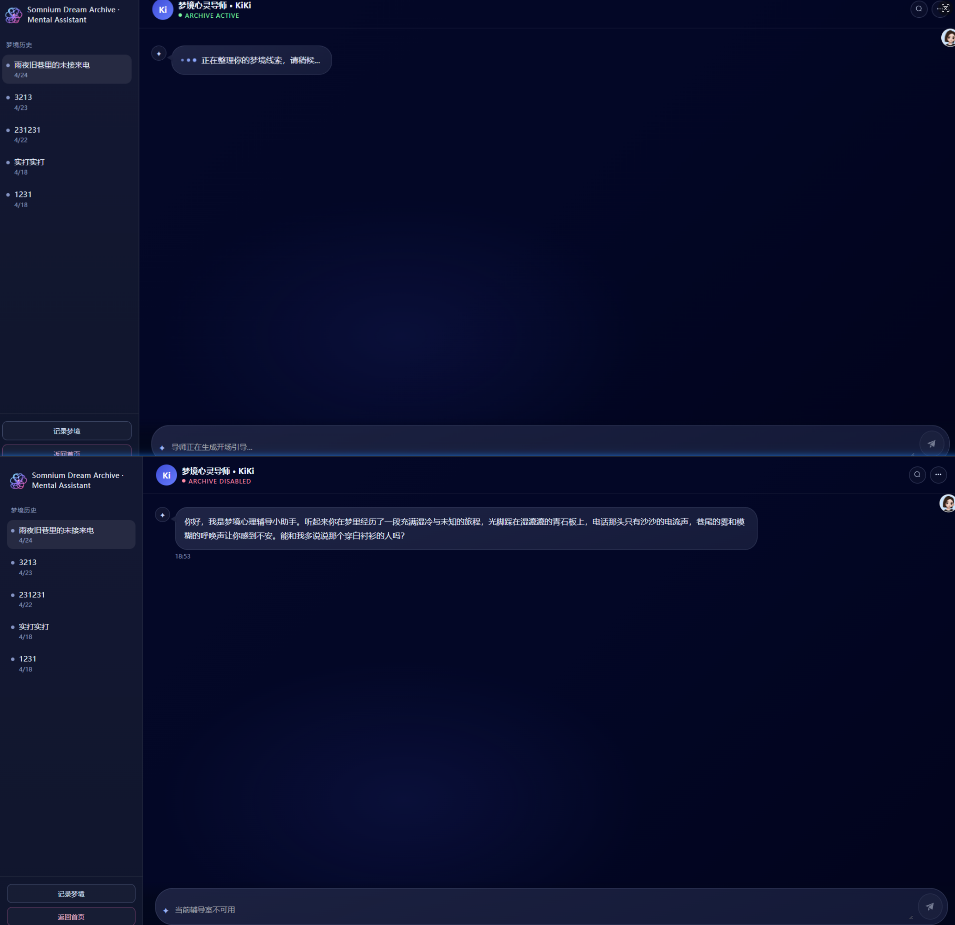 Somnium Dream Archive ·
Mental Assistant
梦境历史
雨夜旧巷里的未接来电
4/24
3213
4/23
231231
4/22
实打实打
4/18
1231
4/18
记录梦境
返回首页
Ki
梦境心灵导师 • KiKi
ARCHIVE ACTIVE
正在整理你的梦境线索，请稍候...
导师正在生成开场引导...
Somnium Dream Archive ·
Mental Assistant
梦境历史
雨夜旧巷里的未接来电
4/24
3213
4/23
231231
4/22
实打实打
4/18
1231
4/18
记录梦境
返回首页
Ki
梦境心灵导师 • KiKi
ARCHIVE DISABLED
你好，我是梦境心理辅导小助手。听起来你在梦里经历了一段充满湿冷与未知的旅程，光脚踩在湿漉漉的青石板上，电话那头只有沙沙的电流声，巷尾的雾和模
糊的呼唤声让你感到不安。能和我多说说那个穿白衬衫的人吗？
18:53
当前辅导室不可用